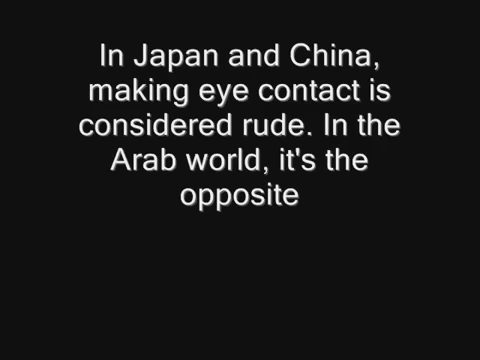 In Japan and China,
making eye contact is
considered rude. In the
Arab world, it's the
opposite